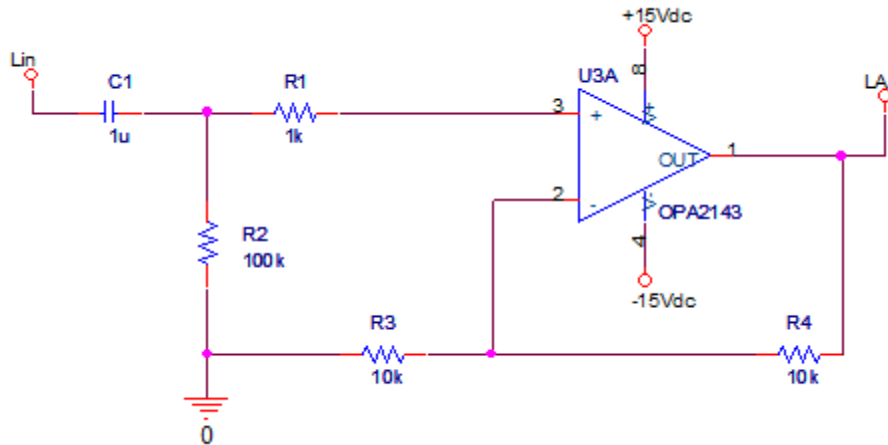 +15Vdc
Lin
C1
1u
R1
1k
U3A
8
V+
3
+
2
-
OUT
1
LA
OPA2143
V-
4
-15Vdc
R2
100k
R3
10k
R4
10k
0